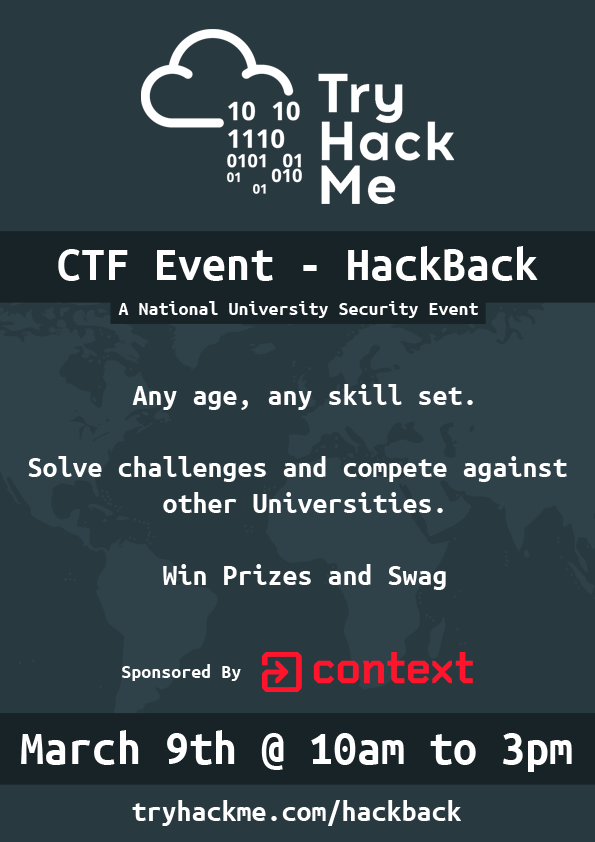 Try
Hack
Me
10 10
1110
0101 01
01 010
01
CTF Event - HackBack
A National University Security Event
Any age, any skill set.
Solve challenges and compete against
other Universities.
Win Prizes and Swag
Sponsored By context
March 9th @ 10am to 3pm
tryhackme.com/hackback